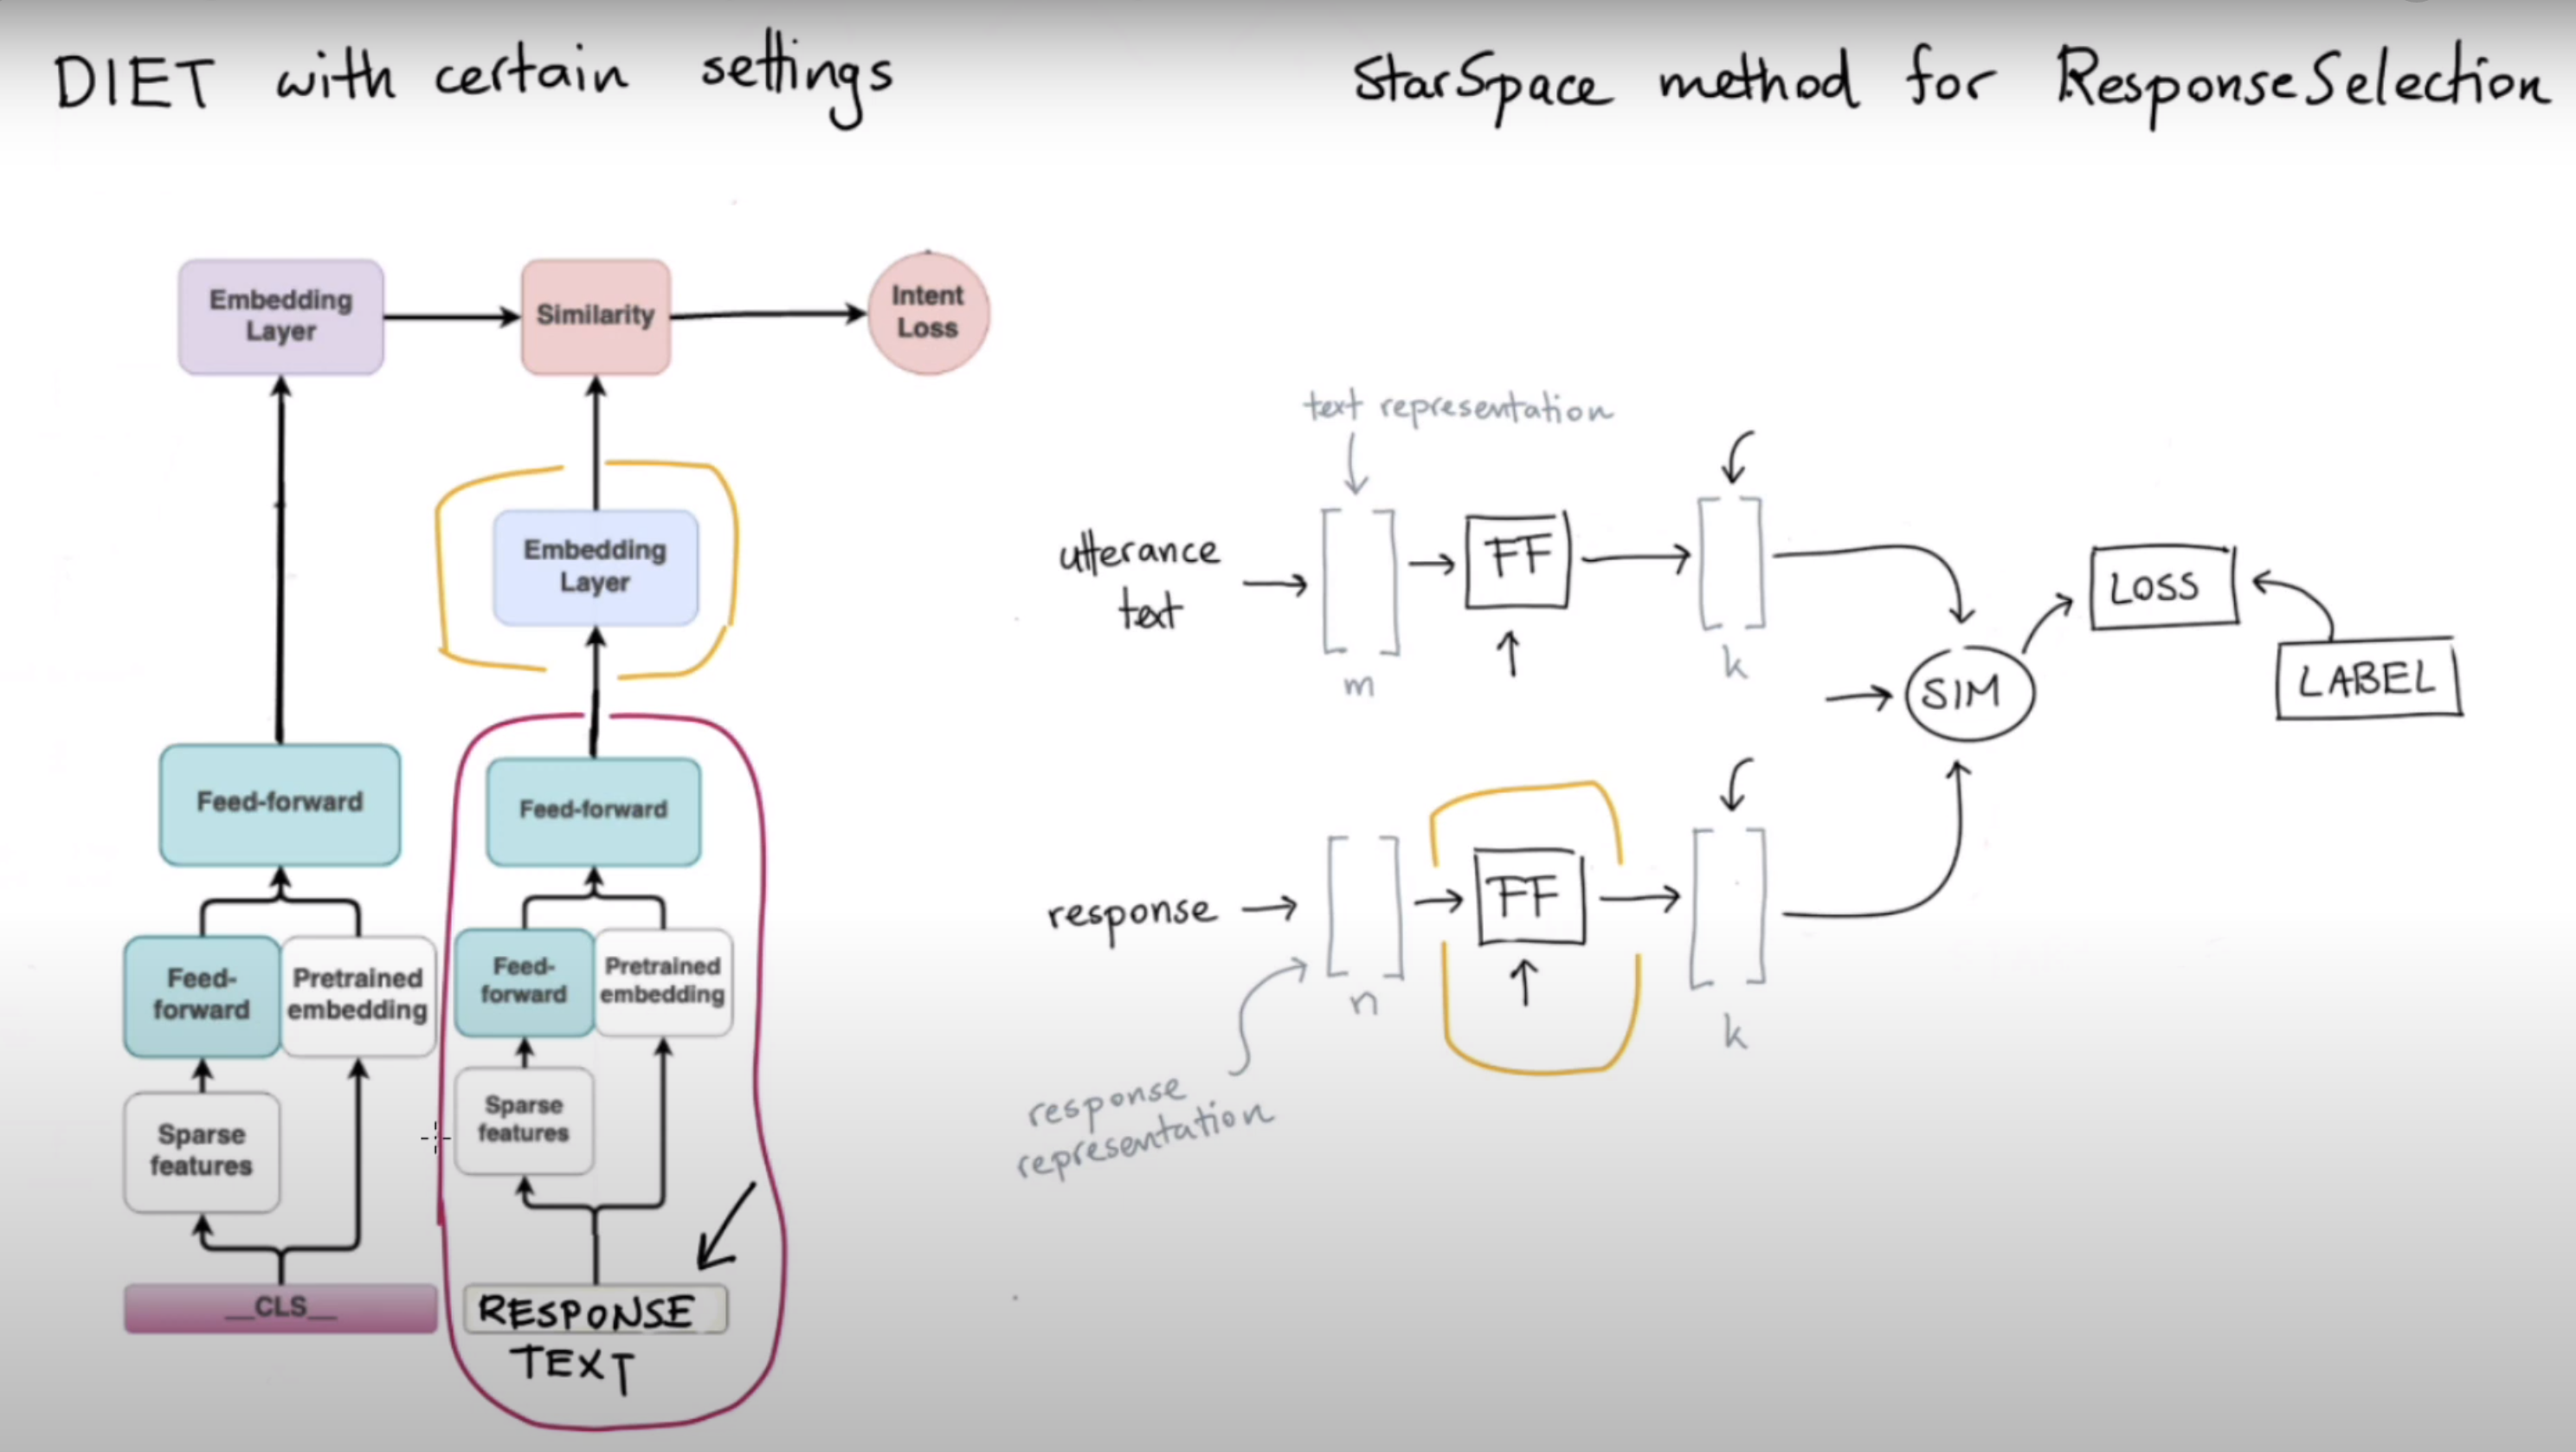 DIET with certain settings
StarSpace method for ResponseSelection
Embedding
Layer
Similarity
Intent
Loss
Embedding
Layer
Feed-forward
Feed-forward
Feed-
forward
Pretrained
embedding
Feed-
forward
Pretrained
embedding
Sparse
features
Sparse
features
__CLS__
RESPONSE
TEXT
text representation
utterance
text
m
FF
k
SIM
LOSS
LABEL
response
n
FF
k
response
representation